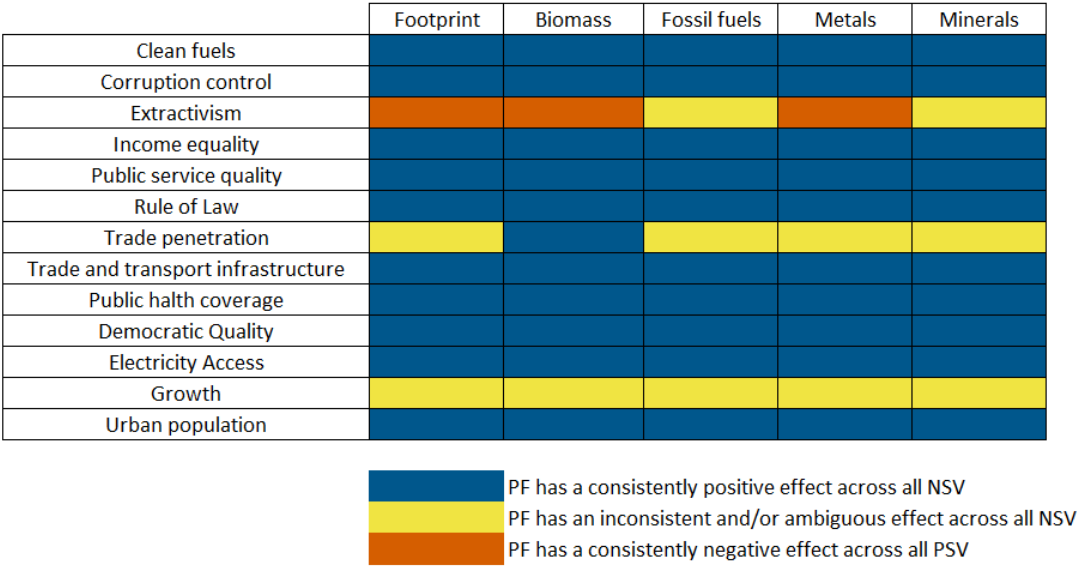 Footprint Biomass Fossil fuels Metals Minerals
Clean fuels
Corruption control
Extractivism
Income equality
Public service quality
Rule of Law
Trade penetration
Trade and transport infrastructure
Public halth coverage
Democratic Quality
Electricity Access
Growth
Urban population
PF has a consistently positive effect across all NSV
PF has an inconsistent and/or ambiguous effect across all NSV
PF has a consistently negative effect across all PSV